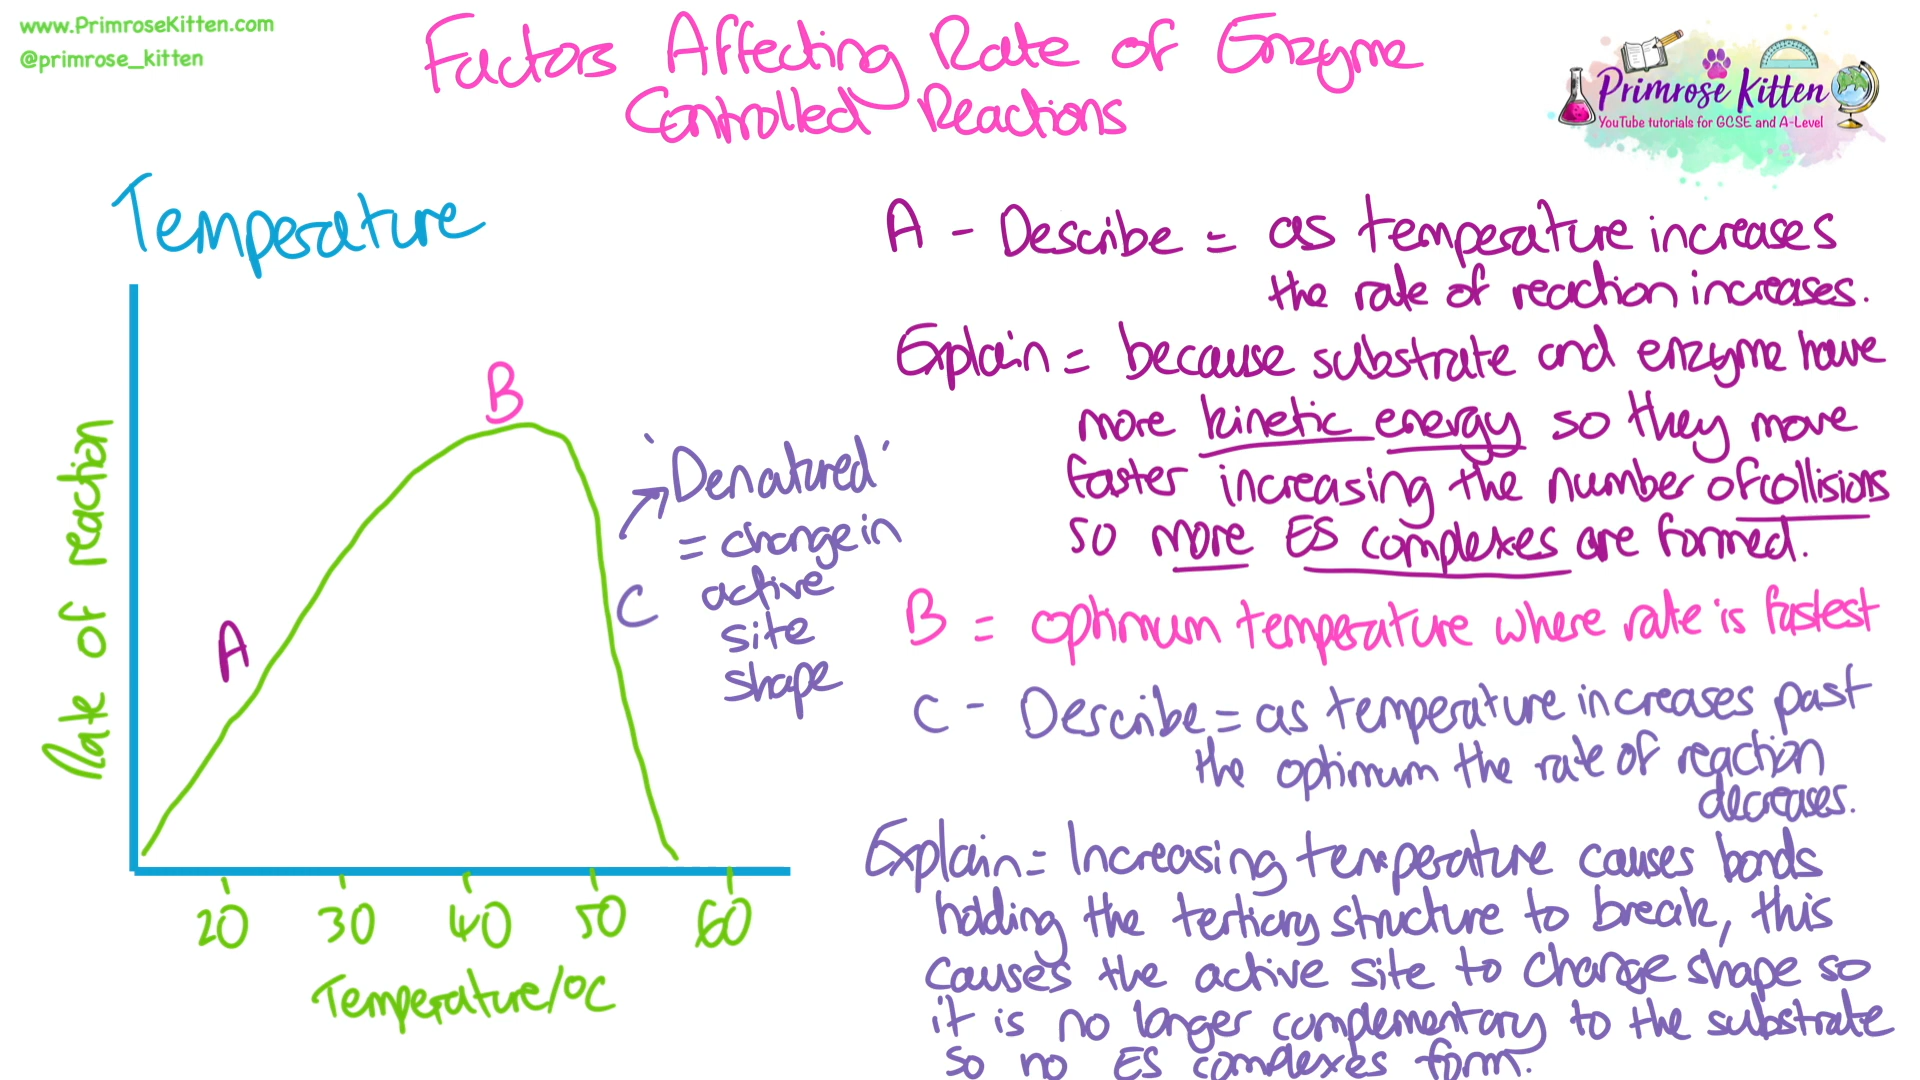 www.PrimroseKitten.com
@primrose_kitten
Factors Affecting Rate of Enzyme
Controlled Reactions
Primrose Kitten
YouTube tutorials for GCSE and A-Level
Temperature
Rate of reaction
A
B
C
'Denatured'
= change in
active
site
shape
20 30 40 50 60
Temperature/°C
A - Describe = as temperature increases
the rate of reaction increases.
Explain = because substrate and enzyme have
more kinetic energy so they move
faster increasing the number of collisions
so more ES complexes are formed.
B = optimum temperature where rate is fastest
C - Describe = as temperature increases past
the optimum the rate of reaction
decreases.
Explain = Increasing temperature causes bonds
holding the tertiary structure to break, this
causes the active site to change shape so
it is no longer complementary to the substrate
so no ES complexes form.